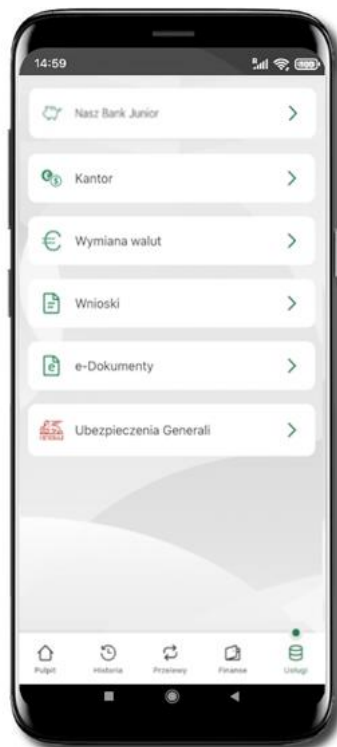 14:59
Nasz Bank Junior
Kantor
Wymiana walut
Wnioski
e-Dokumenty
Ubezpieczenia Generali
Pulpit
Historia
Przelewy
Finanse
Usługi